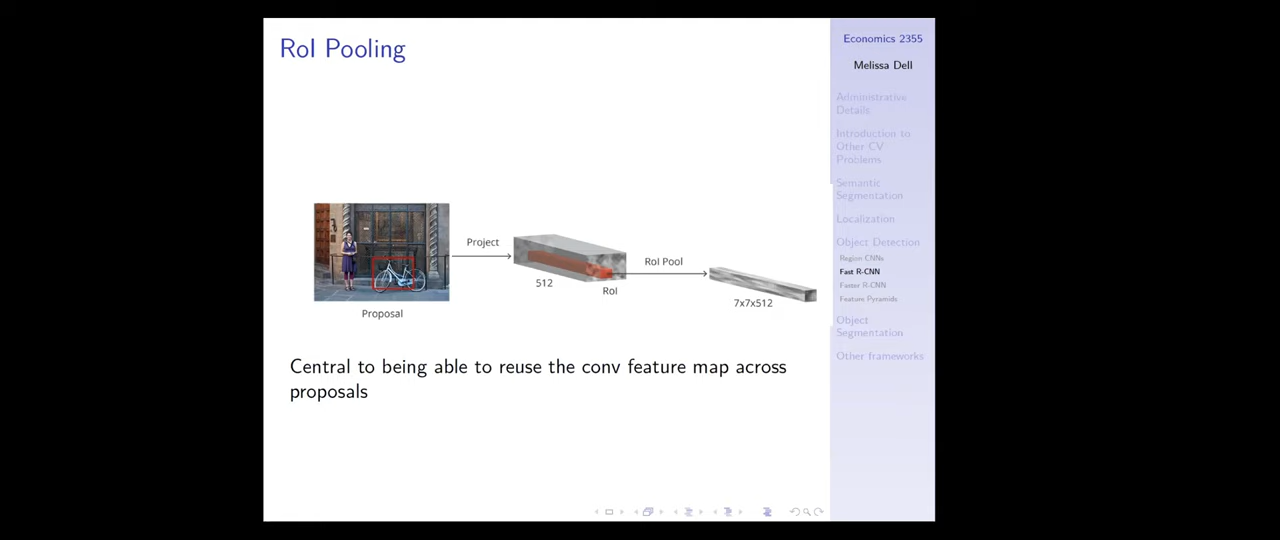 RoI Pooling
Project
512
RoI
RoI Pool
7x7x512
Proposal
Central to being able to reuse the conv feature map across
proposals
Economics 2355
Melissa Dell
Administrative
Details
Introduction to
Other CV
Problems
Semantic
Segmentation
Localization
Object Detection
Region CNNs
Fast R-CNN
Faster R-CNN
Feature Pyramids
Object
Segmentation
Other frameworks